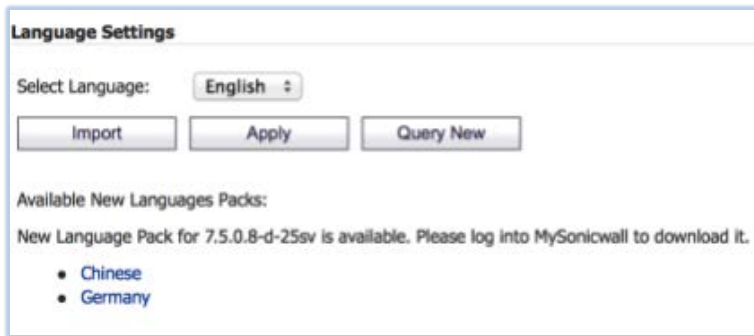 Language Settings
Select Language: English
Import Apply Query New
Available New Languages Packs:
New Language Pack for 7.5.0.8-d-25sv is available. Please log into MySonicwall to download it.
Chinese
Germany